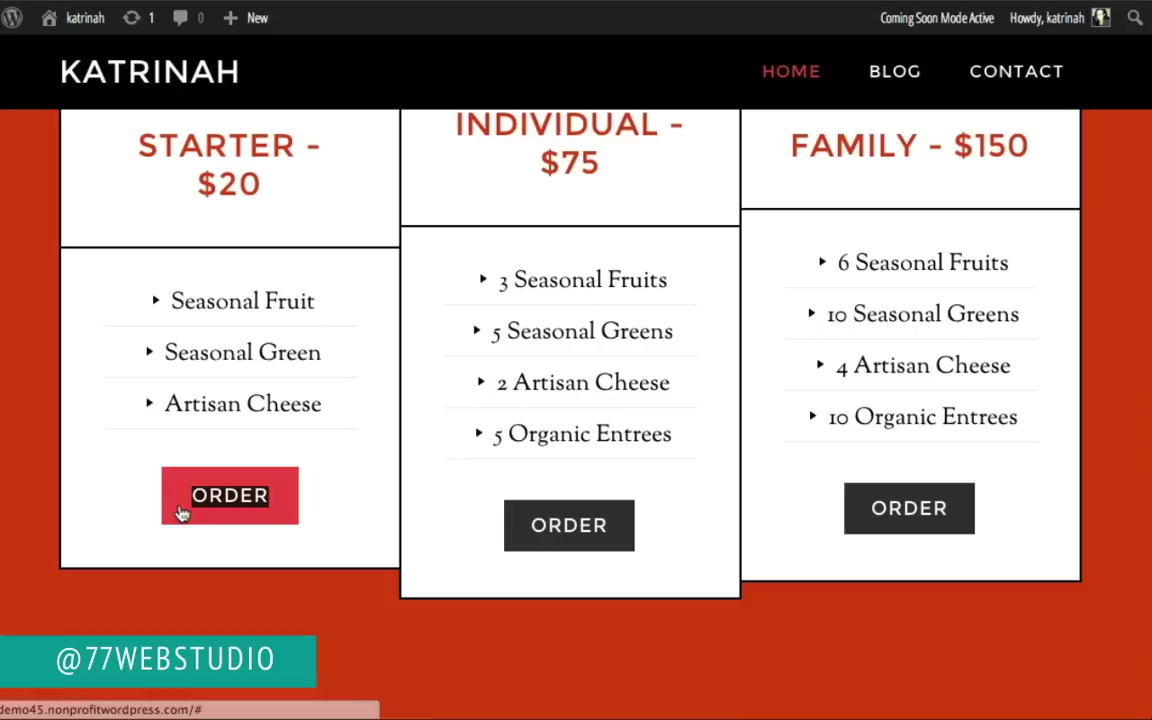 katrinah 1 0 New Coming Soon Mode Active Howdy, katrinah
KATRINAH HOME BLOG CONTACT
STARTER -
$20
Seasonal Fruit
Seasonal Green
Artisan Cheese
ORDER
INDIVIDUAL -
$75
3 Seasonal Fruits
5 Seasonal Greens
2 Artisan Cheese
5 Organic Entrees
ORDER
FAMILY - $150
6 Seasonal Fruits
10 Seasonal Greens
4 Artisan Cheese
10 Organic Entrees
ORDER
@77WEBSTUDIO
demo45.nonprofitwordpress.com/#